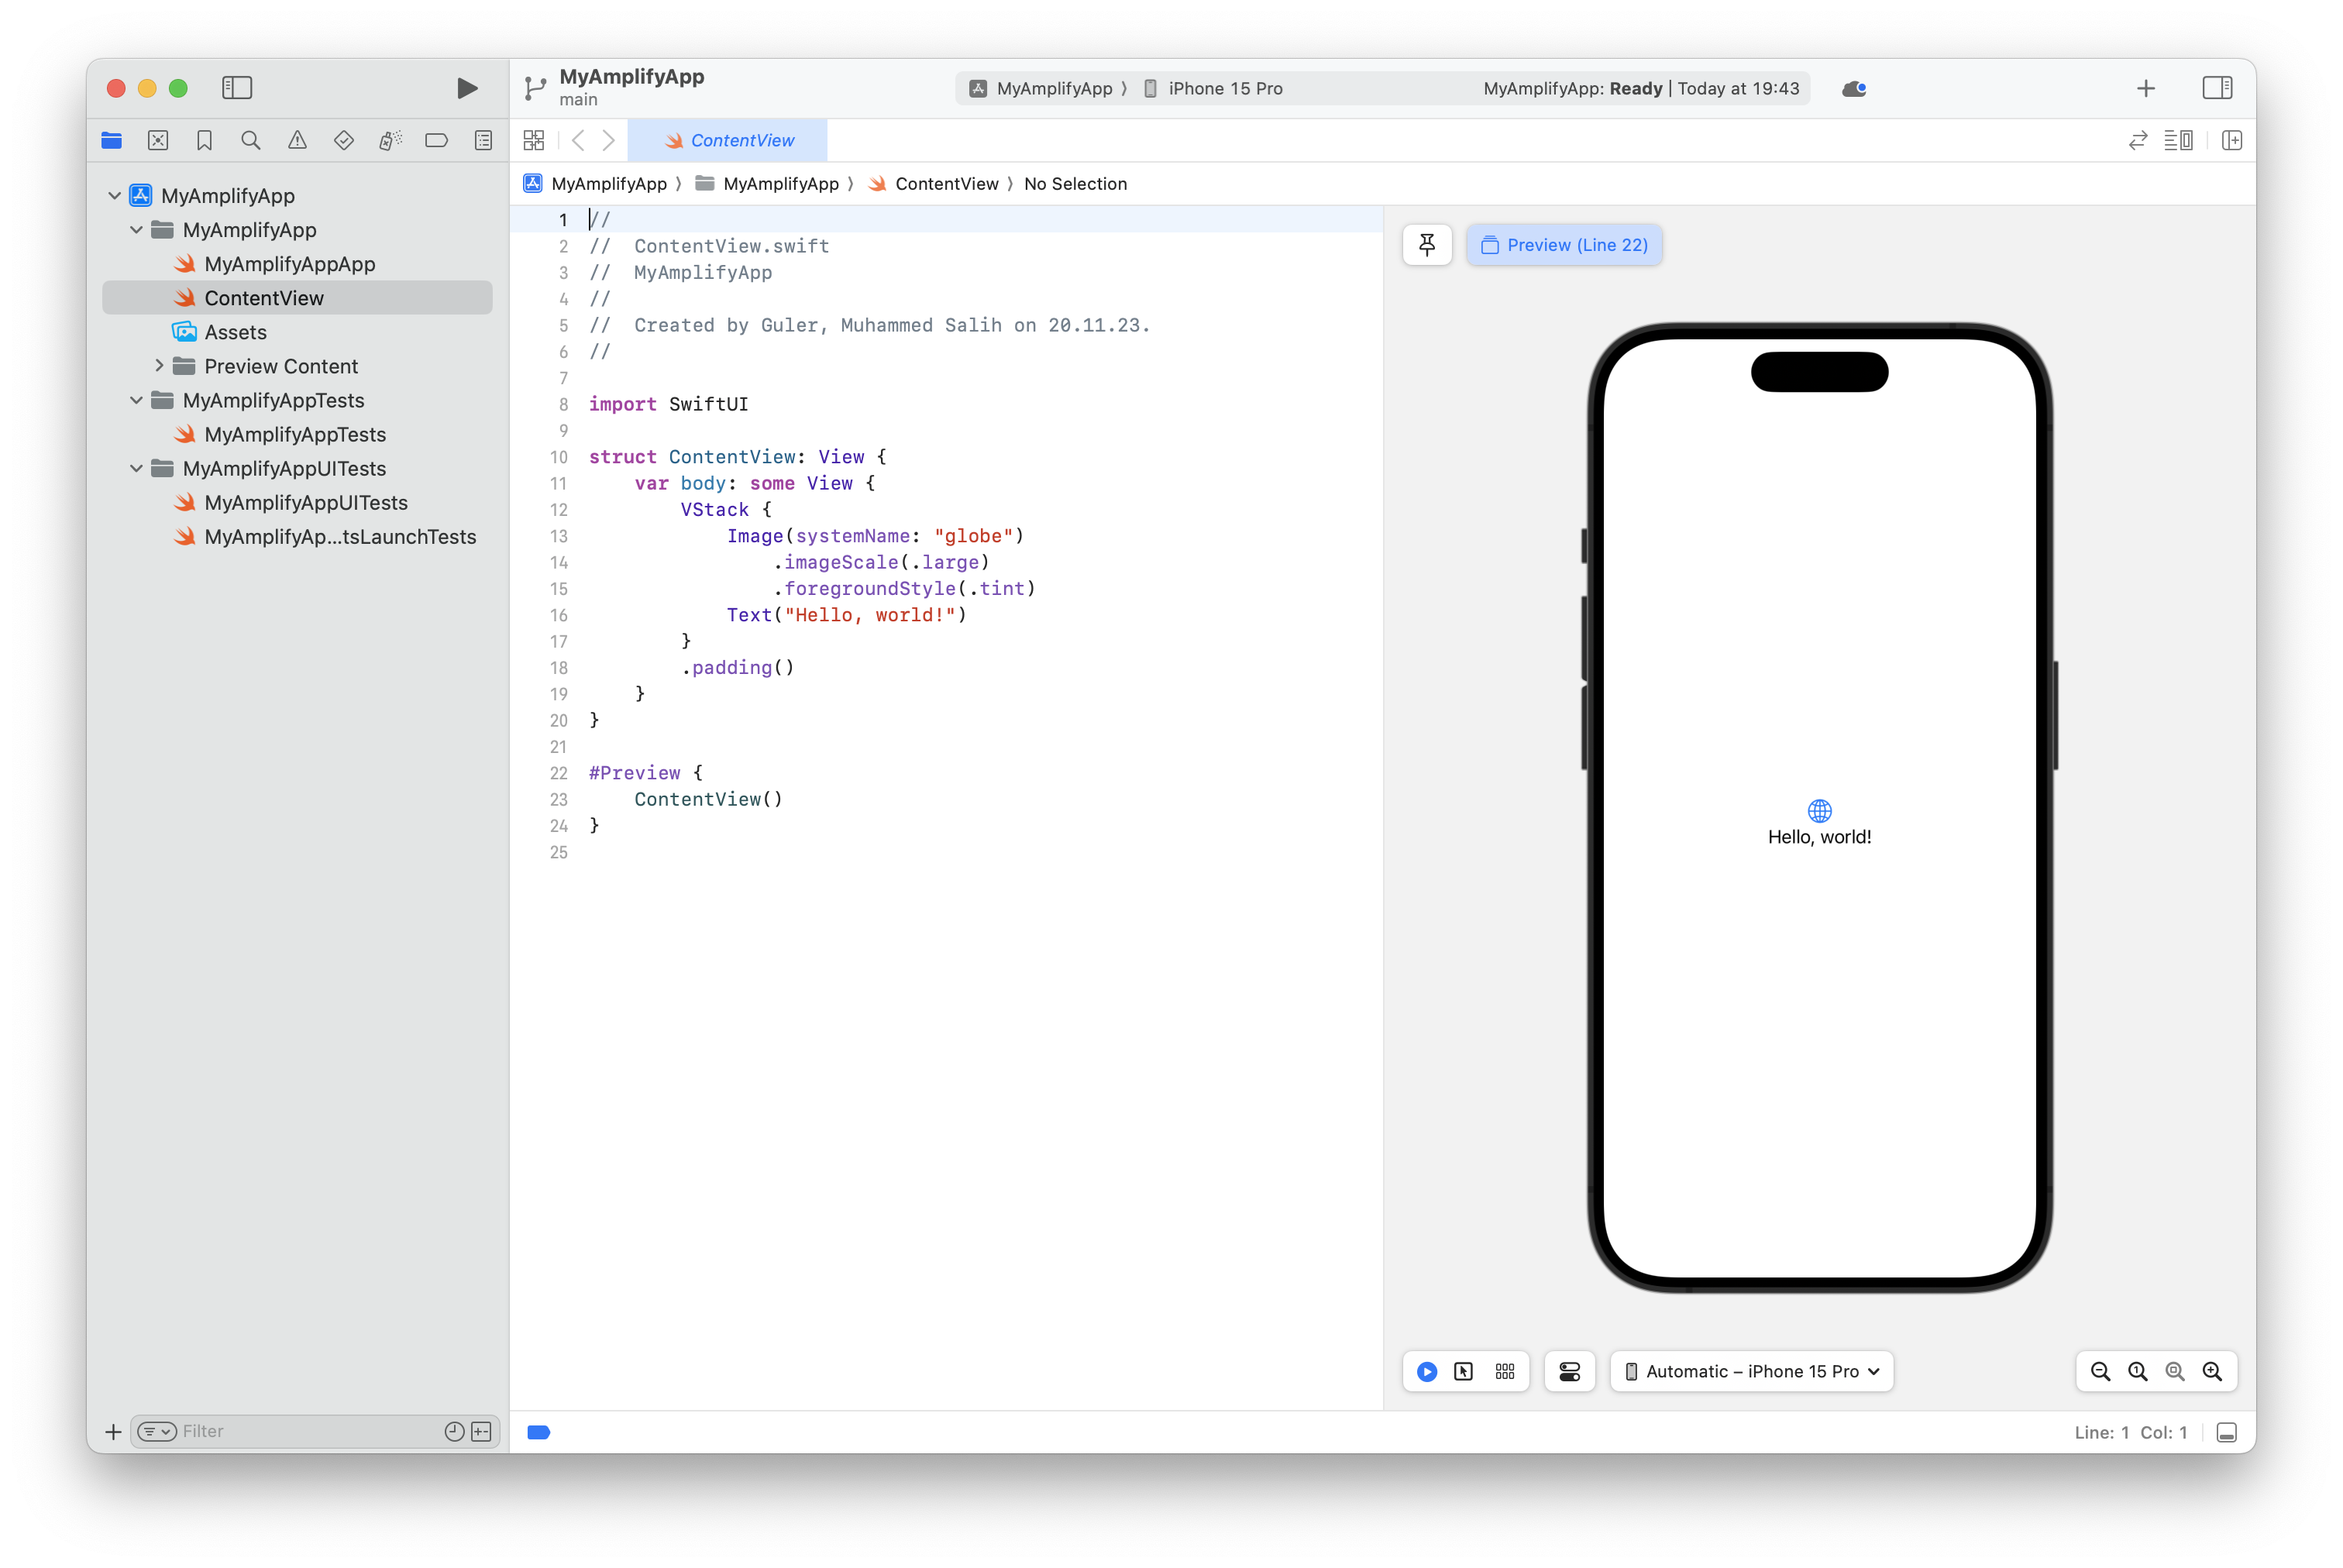 MyAmplifyApp
main
MyAmplifyApp 〉 iPhone 15 Pro
MyAmplifyApp: Ready | Today at 19:43
ContentView
MyAmplifyApp 〉 MyAmplifyApp 〉 ContentView 〉 No Selection
MyAmplifyApp
MyAmplifyApp
MyAmplifyAppApp
ContentView
Assets
Preview Content
MyAmplifyAppTests
MyAmplifyAppTests
MyAmplifyAppUITests
MyAmplifyAppUITests
MyAmplifyAp...tsLaunchTests
Filter
1 //
2 //  ContentView.swift
3 //  MyAmplifyApp
4 //
5 //  Created by Guler, Muhammed Salih on 20.11.23.
6 //
7
8 import SwiftUI
9
10 struct ContentView: View {
11     var body: some View {
12         VStack {
13             Image(systemName: "globe")
14                 .imageScale(.large)
15                 .foregroundStyle(.tint)
16             Text("Hello, world!")
17         }
18         .padding()
19     }
20 }
21
22 #Preview {
23     ContentView()
24 }
25
Preview (Line 22)
Hello, world!
Automatic – iPhone 15 Pro
Line: 1 Col: 1